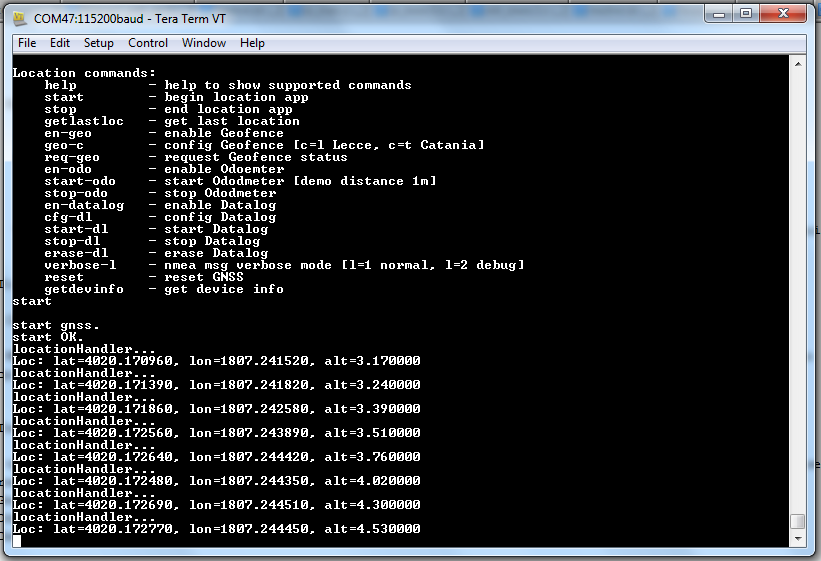 COM47:115200baud - Tera Term VT
File Edit Setup Control Window Help
Location commands:
help - help to show supported commands
start - begin location app
stop - end location app
getlastloc - get last location
en-geo - enable Geofence
geo-c - config Geofence [c=l Lecce, c=t Catania]
req-geo - request Geofence status
en-odo - enable Odoemter
start-odo - start Ododmeter [demo distance 1m]
stop-odo - stop Ododmeter
en-datalog - enable Datalog
cfg-dl - config Datalog
start-dl - start Datalog
stop-dl - stop Datalog
erase-dl - erase Datalog
verbose-l - nmea msg verbose mode [l=1 normal, l=2 debug]
reset - reset GNSS
getdevinfo - get device info
start
start gnss.
start OK.
locationHandler...
Loc: lat=4020.170960, lon=1807.241520, alt=3.170000
locationHandler...
Loc: lat=4020.171390, lon=1807.241820, alt=3.240000
locationHandler...
Loc: lat=4020.171860, lon=1807.242580, alt=3.390000
locationHandler...
Loc: lat=4020.172560, lon=1807.243890, alt=3.510000
locationHandler...
Loc: lat=4020.172640, lon=1807.244420, alt=3.760000
locationHandler...
Loc: lat=4020.172480, lon=1807.244350, alt=4.020000
locationHandler...
Loc: lat=4020.172690, lon=1807.244510, alt=4.300000
locationHandler...
Loc: lat=4020.172770, lon=1807.244450, alt=4.530000